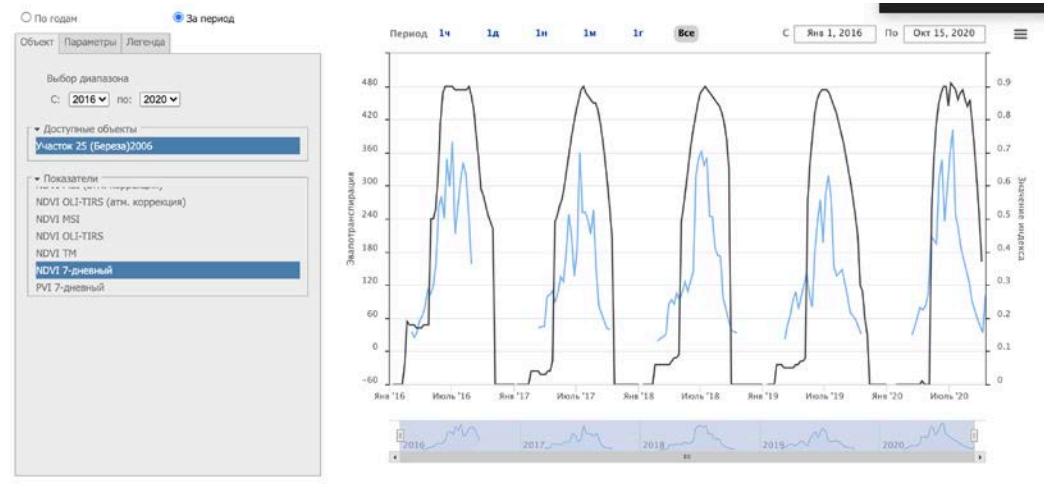 По годам
За период
Объект Параметры Легенда
Выбор диапазона
С: 2016 по: 2020
Доступные объекты
Участок 25 (Береза)2006
Показатели
NDVI OLI-TIRS (атм. коррекция)
NDVI MSI
NDVI OLI-TIRS
NDVI TM
NDVI 7-дневный
PVI 7-дневный
Период 1ч 1д 1н 1м 1г Все
С Янв 1, 2016 По Окт 15, 2020
Эвапотранспирация
480
420
360
300
240
180
120
60
0
-60
0.9
0.8
0.7
0.6
0.5
0.4
0.3
0.2
0.1
0
Значение индекса
Янв '16 Июль '16 Янв '17 Июль '17 Янв '18 Июль '18 Янв '19 Июль '19 Янв '20 Июль '20
2016 2017 2018 2019 2020